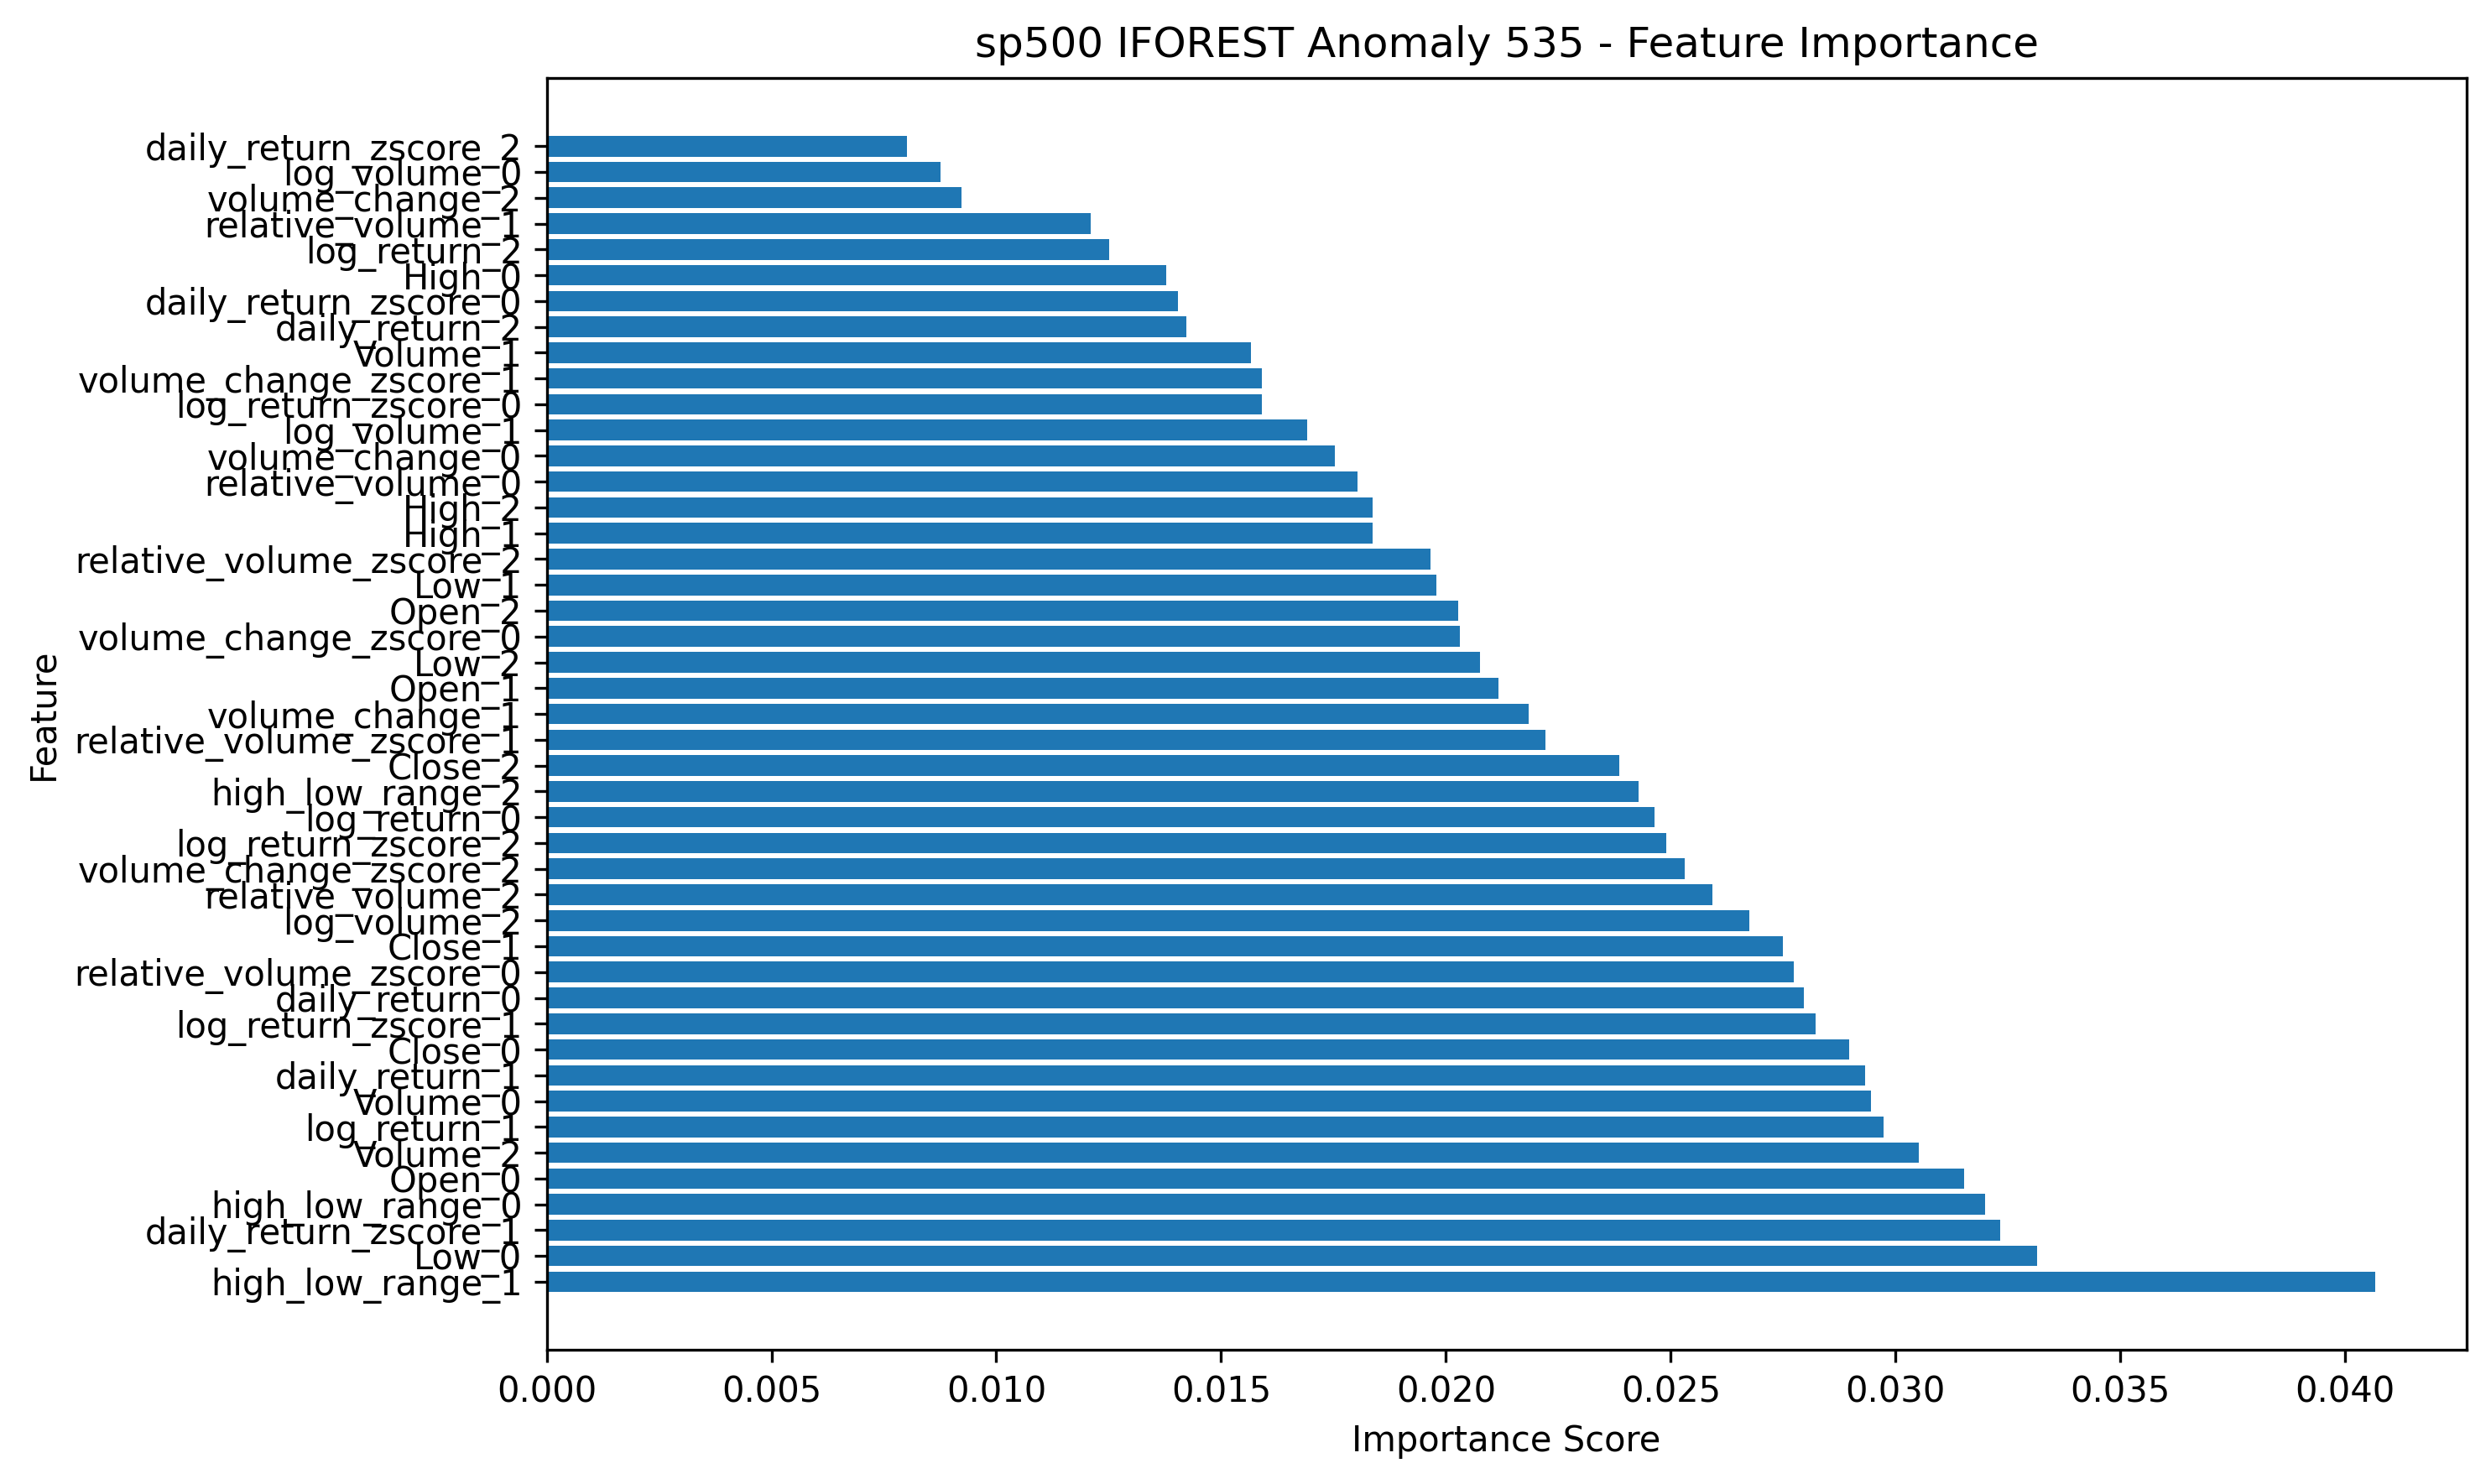 sp500 IFOREST Anomaly 535 - Feature Importance
daily_return_zscore_2
log_volume_0
volume_change_2
relative_volume_1
log_return_2
High_0
daily_return_zscore_0
daily_return_2
Volume_1
volume_change_zscore_1
log_return_zscore_0
log_volume_1
volume_change_0
relative_volume_0
High_2
High_1
relative_volume_zscore_2
Low_1
Open_2
volume_change_zscore_0
Low_2
Open_1
volume_change_1
relative_volume_zscore_1
Close_2
high_low_range_2
log_return_0
log_return_zscore_2
volume_change_zscore_2
relative_volume_2
log_volume_2
Close_1
relative_volume_zscore_0
daily_return_0
log_return_zscore_1
Close_0
daily_return_1
Volume_0
log_return_1
Volume_2
Open_0
high_low_range_0
daily_return_zscore_1
Low_0
high_low_range_1
Feature
0.000 0.005 0.010 0.015 0.020 0.025 0.030 0.035 0.040
Importance Score